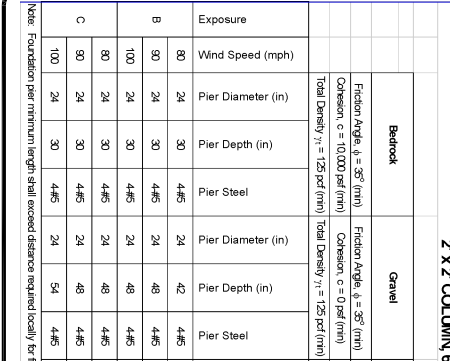 2' x 2' COLUMN,
Bedrock Gravel
Friction Angle, ϕ = 35° (min) Friction Angle, ϕ = 35° (min)
Cohesion, c = 10,000 psf (min) Cohesion, c = 0 psf (min)
Total Density γt = 125 pcf (min) Total Density γt = 125 pcf (min)
Exposure Wind Speed (mph) Pier Diameter (in) Pier Depth (in) Pier Steel Pier Diameter (in) Pier Depth (in) Pier Steel
B 80 24 30 4-#5 24 42 4-#5
90 24 30 4-#5 24 48 4-#5
100 24 30 4-#5 24 48 4-#5
C 80 24 30 4-#5 24 48 4-#5
90 24 30 4-#5 24 48 4-#5
100 24 30 4-#5 24 54 4-#5
Note: Foundation pier minimum length shall exceed distance required locally for